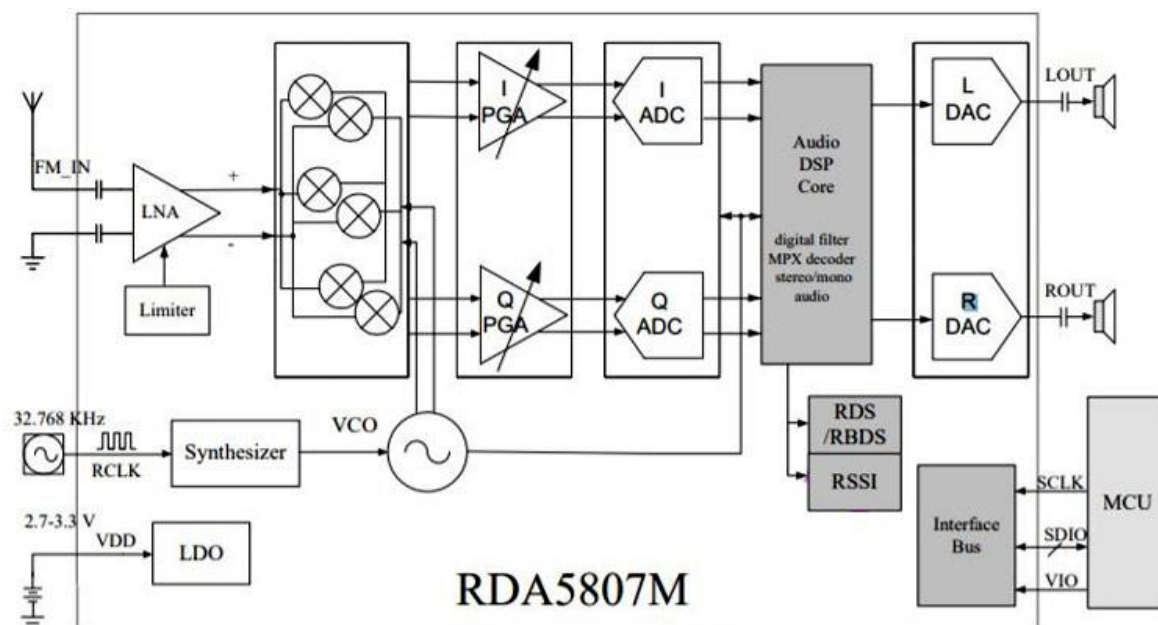 FM_IN
LNA
+
-
Limiter
I
PGA
I
ADC
Audio
DSP
Core
digital filter
MPX decoder
stereo/mono
audio
L
DAC
LOUT
Q
PGA
Q
ADC
R
DAC
ROUT
32.768 KHz
RCLK
Synthesizer
VCO
RDS
/RBDS
RSSI
2.7-3.3 V
VDD
LDO
Interface
Bus
SCLK
SDIO
VIO
MCU
RDA5807M